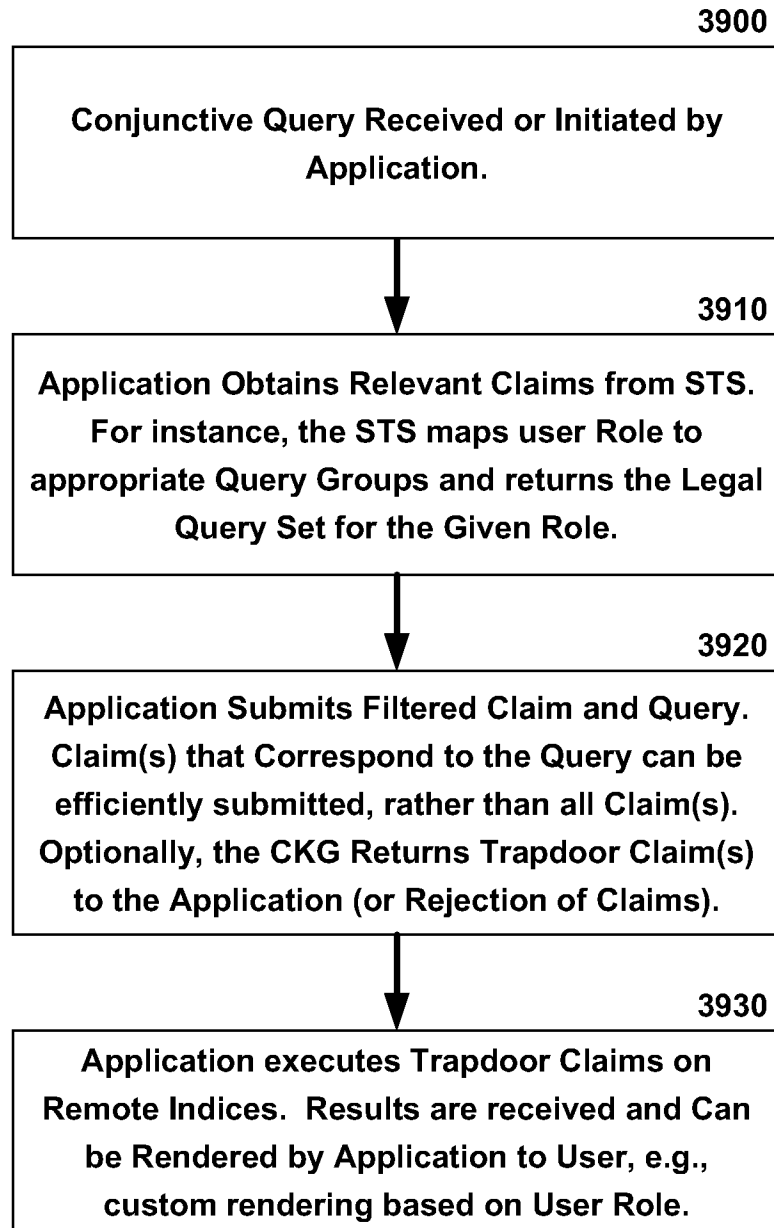 3900
Conjunctive Query Received or Initiated by
Application.
3910
Application Obtains Relevant Claims from STS.
For instance, the STS maps user Role to
appropriate Query Groups and returns the Legal
Query Set for the Given Role.
3920
Application Submits Filtered Claim and Query.
Claim(s) that Correspond to the Query can be
efficiently submitted, rather than all Claim(s).
Optionally, the CKG Returns Trapdoor Claim(s)
to the Application (or Rejection of Claims).
3930
Application executes Trapdoor Claims on
Remote Indices.  Results are received and Can
be Rendered by Application to User, e.g.,
custom rendering based on User Role.